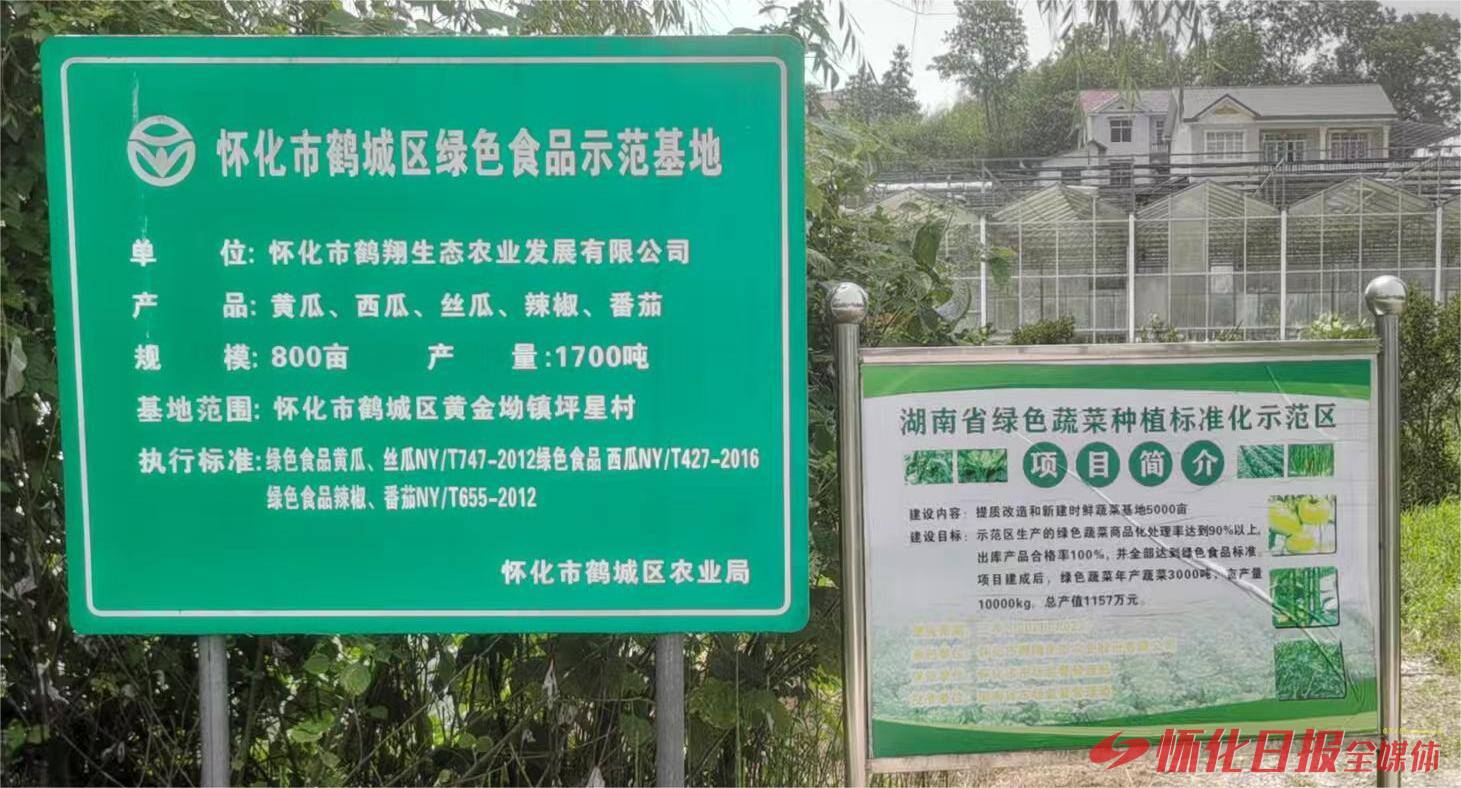 怀化市鹤城区绿色食品示范基地
单 位: 怀化市鹤翔生态农业发展有限公司
产 品: 黄瓜、西瓜、丝瓜、辣椒、番茄
规 模: 800亩 产 量:1700吨
基地范围: 怀化市鹤城区黄金坳镇坪星村
执行标准:绿色食品黄瓜、丝瓜NY/T747-2012绿色食品 西瓜NY/T427-2016
绿色食品辣椒、番茄NY/T655-2012
怀化市鹤城区农业局
湖南省绿色蔬菜种植标准化示范区
项目简介
建设内容: 提质改造和新建时鲜蔬菜基地5000亩
建设目标: 示范区生产的绿色蔬菜商品化处理率达到90%以上,
出库产品合格率100%,并全部达到绿色食品标准。
项目建成后,绿色蔬菜年产蔬菜3000吨、亩产量
10000kg,总产值1157万元。
怀化日报全媒体